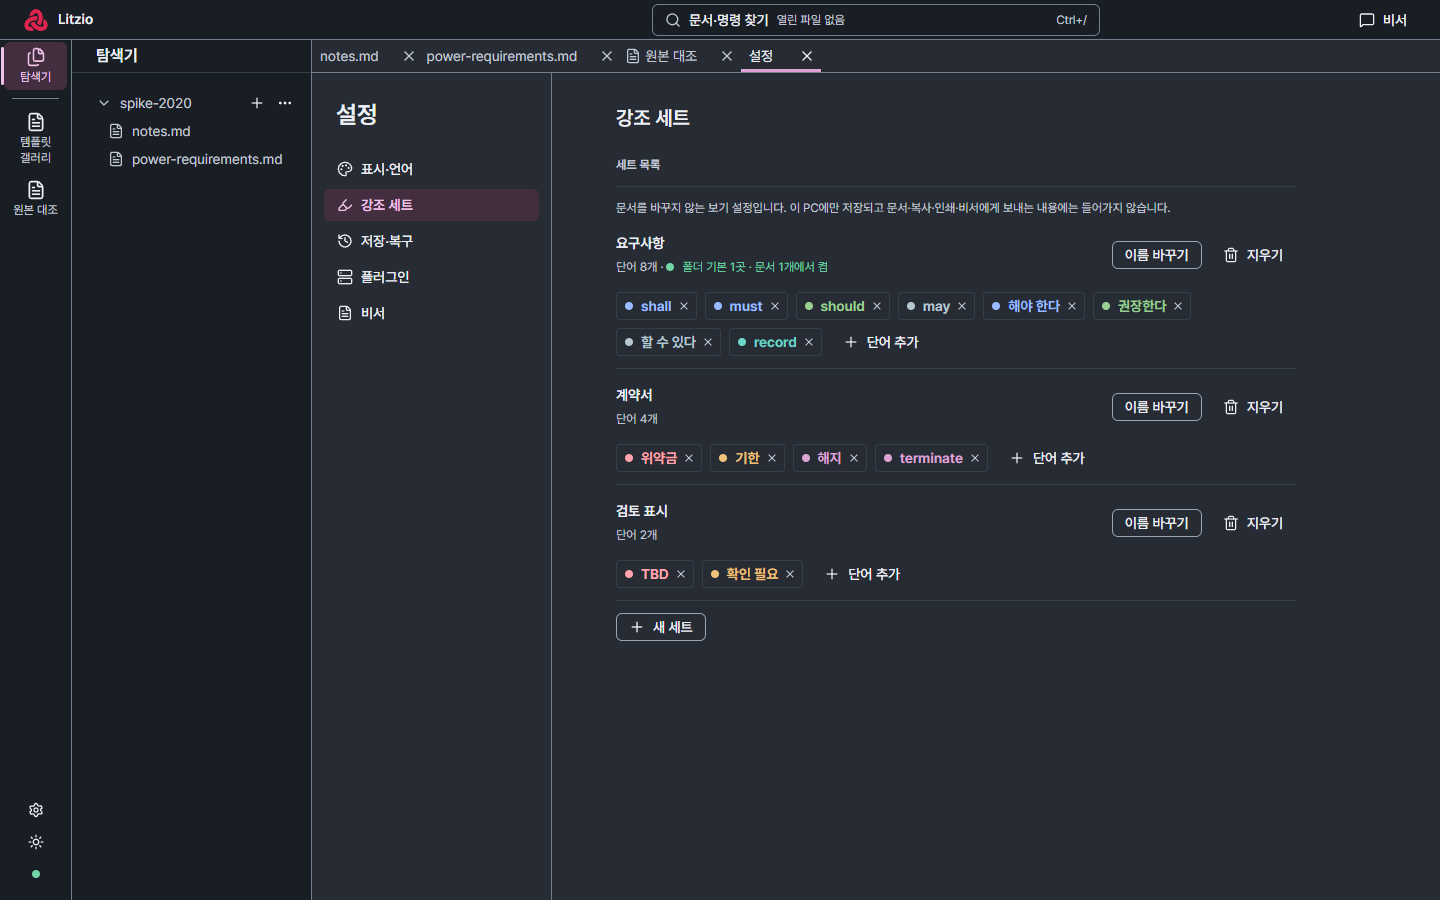 Litzio
문서·명령 찾기 열린 파일 없음 Ctrl+/
비서
탐색기
템플릿
갤러리
원본 대조
탐색기
spike-2020
notes.md
power-requirements.md
notes.md
power-requirements.md
원본 대조
설정
설정
표시·언어
강조 세트
저장·복구
플러그인
비서
강조 세트
세트 목록
문서를 바꾸지 않는 보기 설정입니다. 이 PC에만 저장되고 문서·복사·인쇄·비서에게 보내는 내용에는 들어가지 않습니다.
요구사항
단어 8개 · 폴더 기본 1곳 · 문서 1개에서 켬
이름 바꾸기 지우기
shall must should may 해야 한다 권장한다
할 수 있다 record 단어 추가
계약서
단어 4개
이름 바꾸기 지우기
위약금 기한 해지 terminate 단어 추가
검토 표시
단어 2개
이름 바꾸기 지우기
TBD 확인 필요 단어 추가
새 세트